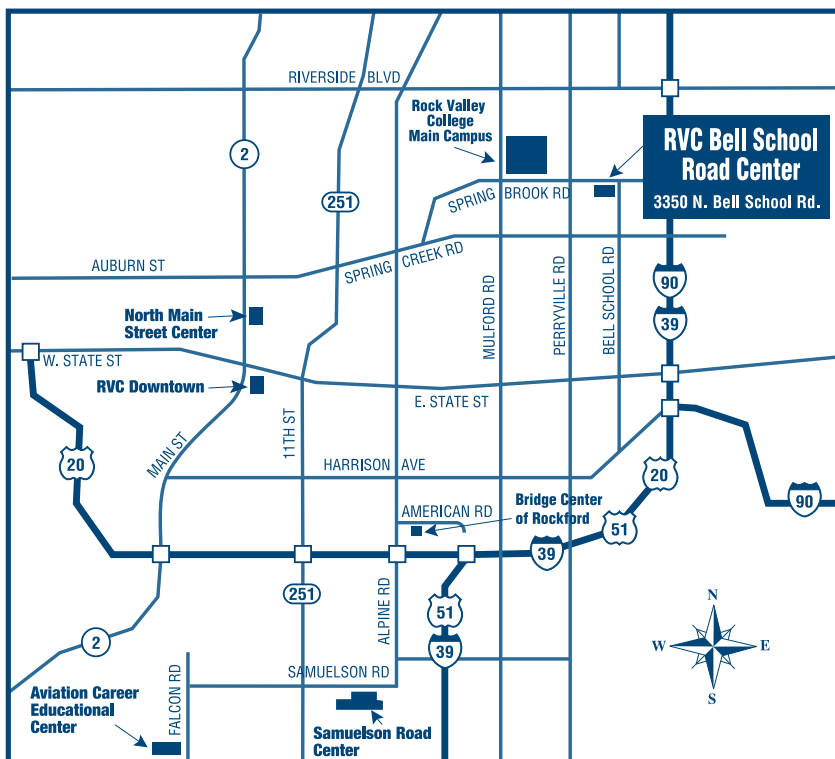 RIVERSIDE BLVD
Rock Valley
College
Main Campus
RVC Bell School
Road Center
3350 N. Bell School Rd.
2
251
SPRING BROOK RD
AUBURN ST
SPRING CREEK RD
MULFORD RD
PERRYVILLE RD
BELL SCHOOL RD
90
39
North Main
Street Center
W. STATE ST
RVC Downtown
E. STATE ST
MAIN ST
11TH ST
20
HARRISON AVE
20
AMERICAN RD
Bridge Center
of Rockford
51
90
39
251
ALPINE RD
51
39
2
N
W
E
S
FALCON RD
SAMUELSON RD
Aviation Career
Educational
Center
Samuelson Road
Center